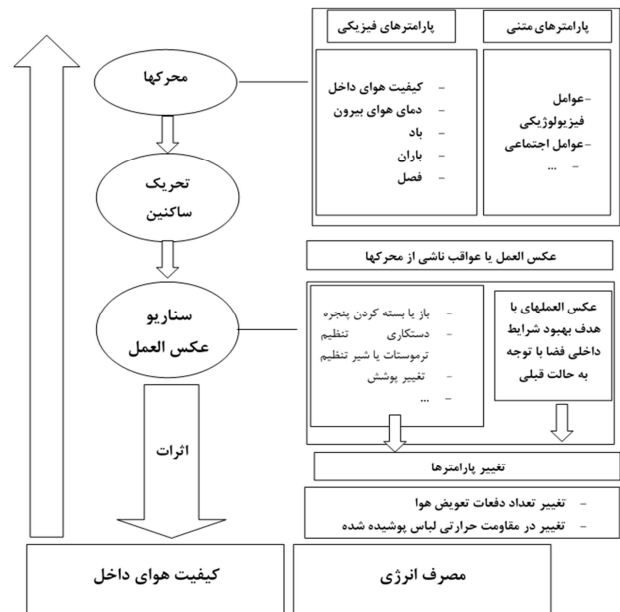 پارامترهای متنی
پارامترهای فیزیکی
محرکها
- کیفیت هوای داخل
- دمای هوای بیرون
- باد
- باران
- فصل
-عوامل
فیزیولوژیکی
-عوامل اجتماعی
- ...
تحریک
ساکنین
عکس العمل یا عواقب ناشی از محرکها
سناریو
عکس العمل
- باز یا بسته کردن پنجره
- دستکاری تنظیم
ترموستات یا شیر تنظیم
- تغییر پوشش
- ...
عکس العملهای با
هدف بهبود شرایط
داخلی فضا با توجه
به حالت قبلی
اثرات
تغییر پارامترها
- تغییر تعداد دفعات تعویض هوا
- تغییر در مقاومت حرارتی لباس پوشیده شده
مصرف انرژی
کیفیت هوای داخل